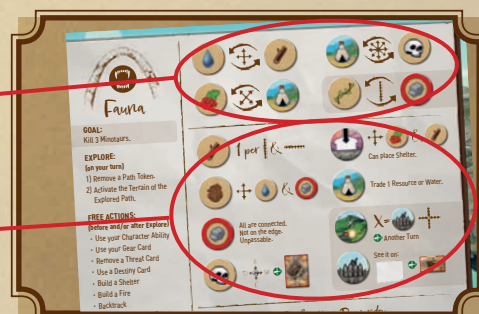 Fauna
GOAL:
Kill 3 Minotaurs.
EXPLORE:
(on your turn)
1) Remove a Path Token.
2) Activate the Terrain of the
Explored Path.
FREE ACTIONS:
(before and/or after Explore)
• Use your Character Ability
• Use your Gear Card
• Remove a Threat Card
• Use a Destiny Card
• Build a Shelter
• Build a Fire
• Backtrack
1 per &
&
All are connected.
Not on the edge.
Unpassable.
&
Can place Shelter.
Trade 1 Resource or Water.
X=
Another Turn
See it on: